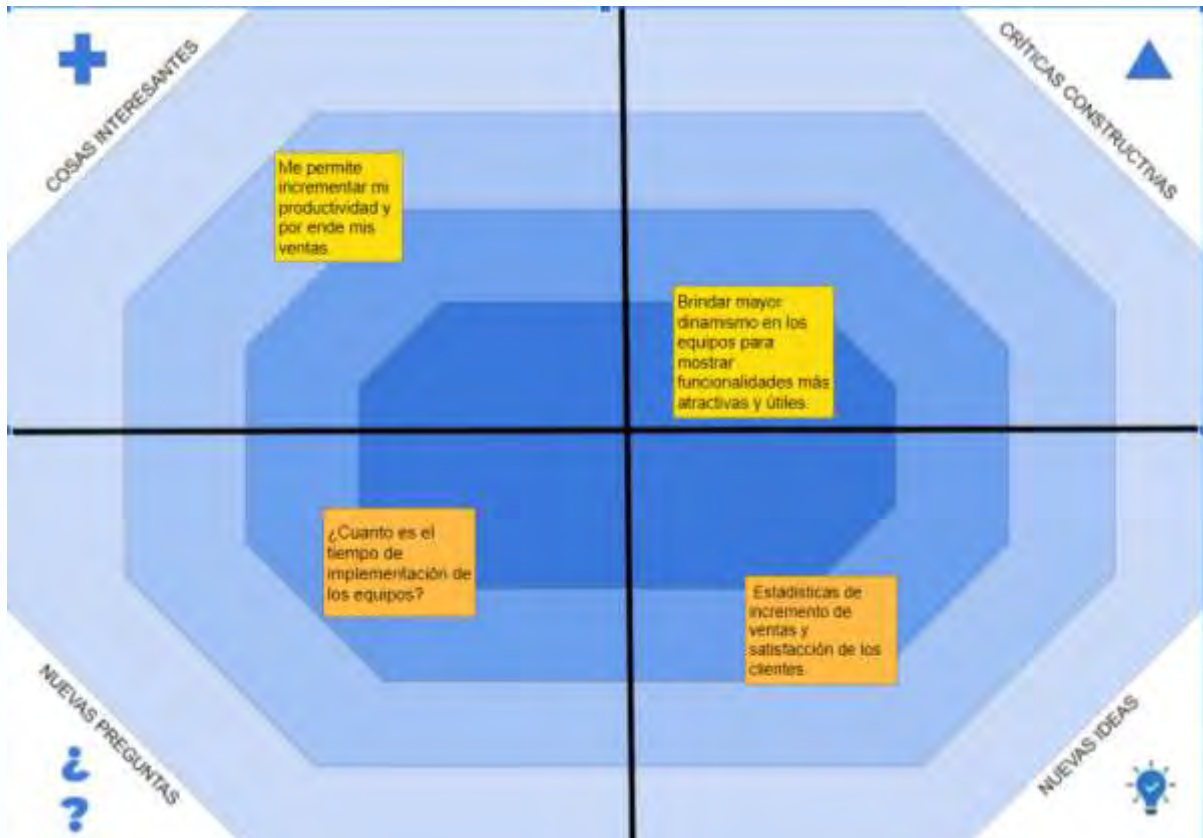 COSAS INTERESANTES
Me permite
incrementar mi
productividad y
por ende mis
ventas.
CRÍTICAS CONSTRUCTIVAS
Brindar mayor
dinamismo en los
equipos para
mostrar
funcionalidades más
atractivas y útiles.
¿Cuanto es el
tiempo de
implementación de
los equipos?
NUEVAS PREGUNTAS
¿
?
Estadísticas de
incremento de
ventas y
satisfacción de los
clientes.
NUEVAS IDEAS